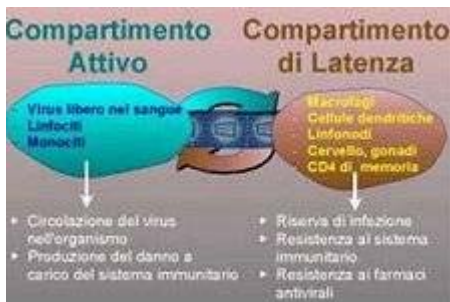 Compartimento
Attivo
- Virus libero nel sangue
- Linfociti
- Monociti
Circolazione del virus
nell'organismo
Produzione del danno a
carico del sistema immunitario
Compartimento
di Latenza
- Macrofagi
- Cellule dendritiche
- Linfonodi
- Cervello, gonadi
- CD4 di memoria
Riserva di infezione
Resistenza al sistema
immunitario
Resistenza ai farmaci
antivirali